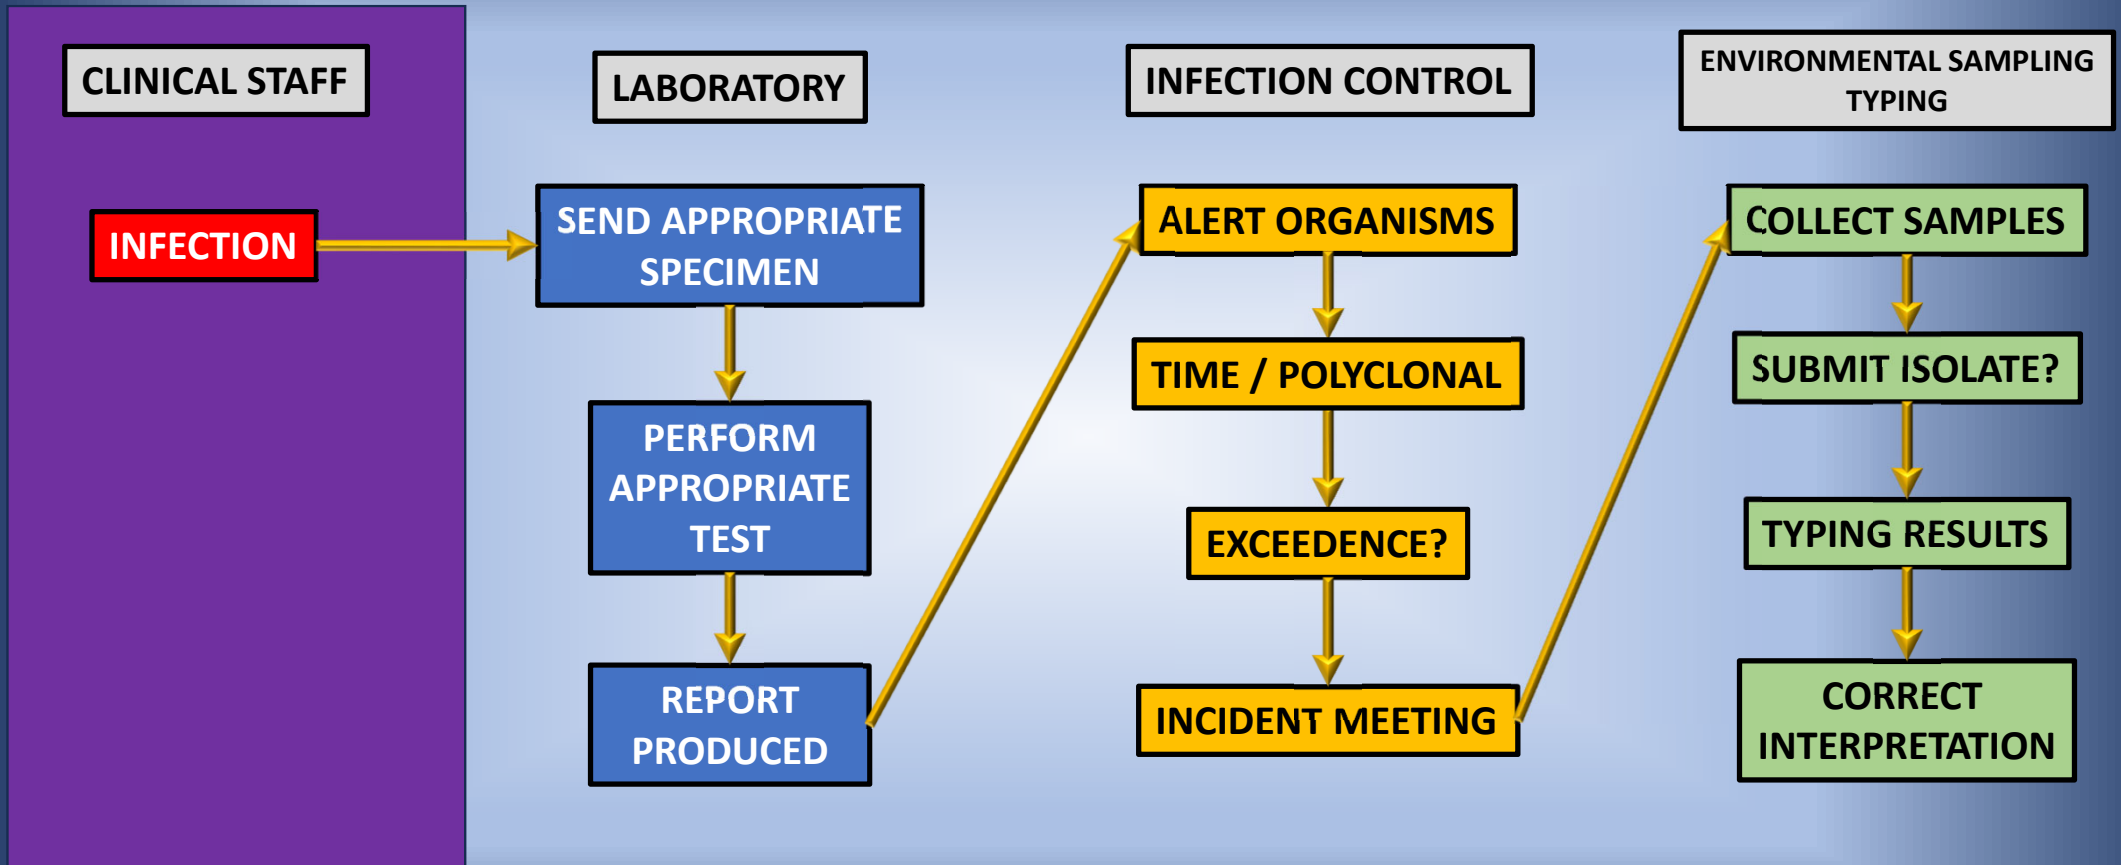 CLINICAL STAFF
INFECTION
LABORATORY
SEND APPROPRIATE
SPECIMEN
PERFORM
APPROPRIATE
TEST
REPORT
PRODUCED
INFECTION CONTROL
ALERT ORGANISMS
TIME / POLYCLONAL
EXCEEDENCE?
INCIDENT MEETING
ENVIRONMENTAL SAMPLING
TYPING
COLLECT SAMPLES
SUBMIT ISOLATE?
TYPING RESULTS
CORRECT
INTERPRETATION